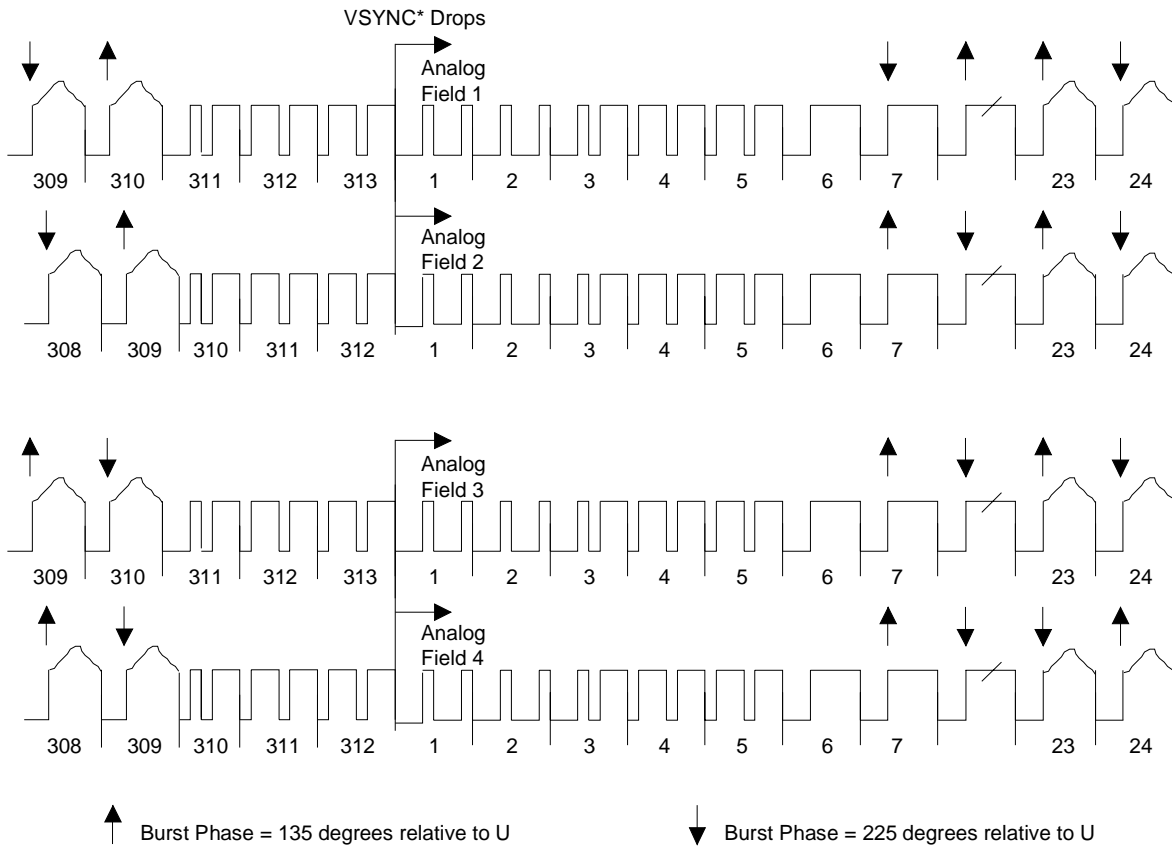 VSYNC* Drops
Analog
Field 1
309 310 311 312 313 1 2 3 4 5 6 7 23 24
Analog
Field 2
308 309 310 311 312 1 2 3 4 5 6 7 23 24
Analog
Field 3
309 310 311 312 313 1 2 3 4 5 6 7 23 24
Analog
Field 4
308 309 310 311 312 1 2 3 4 5 6 7 23 24
Burst Phase = 135 degrees relative to U Burst Phase = 225 degrees relative to U